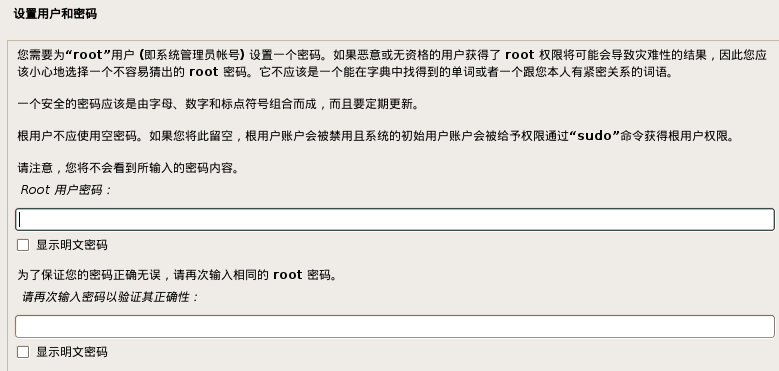 设置用户和密码
您需要为“root”用户 (即系统管理员帐号) 设置一个密码。如果恶意或无资格的用户获得了 root 权限将可能会导致灾难性的结果，因此您应
该小心地选择一个不容易猜出的 root 密码。它不应该是一个能在字典中找得到的单词或者一个跟您本人有紧密关系的词语。
一个安全的密码应该是由字母、数字和标点符号组合而成，而且要定期更新。
根用户不应使用空密码。如果您将此留空，根用户账户会被禁用且系统的初始用户账户会被给予权限通过“sudo”命令获得根用户权限。
请注意，您将不会看到所输入的密码内容。
Root 用户密码：
显示明文密码
为了保证您的密码正确无误，请再次输入相同的 root 密码。
请再次输入密码以验证其正确性：
显示明文密码